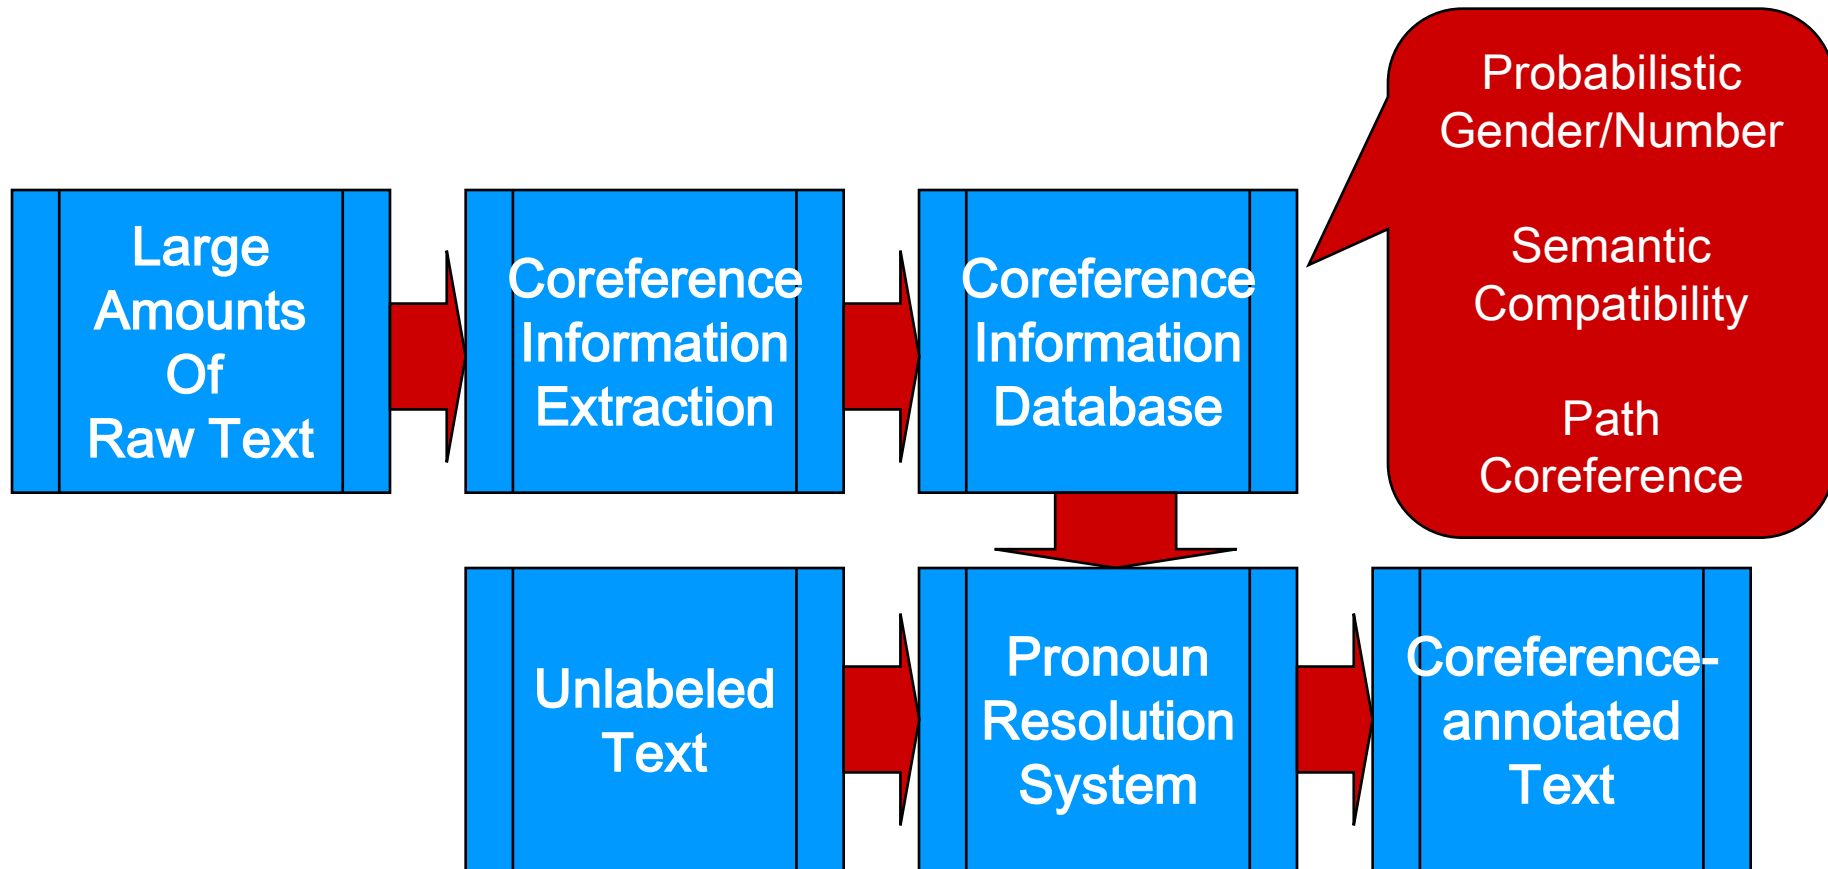 Large
Amounts
Of
Raw Text
Coreference
Information
Extraction
Coreference
Information
Database
Probabilistic
Gender/Number
Semantic
Compatibility
Path
Coreference
Unlabeled
Text
Pronoun
Resolution
System
Coreference-
annotated
Text